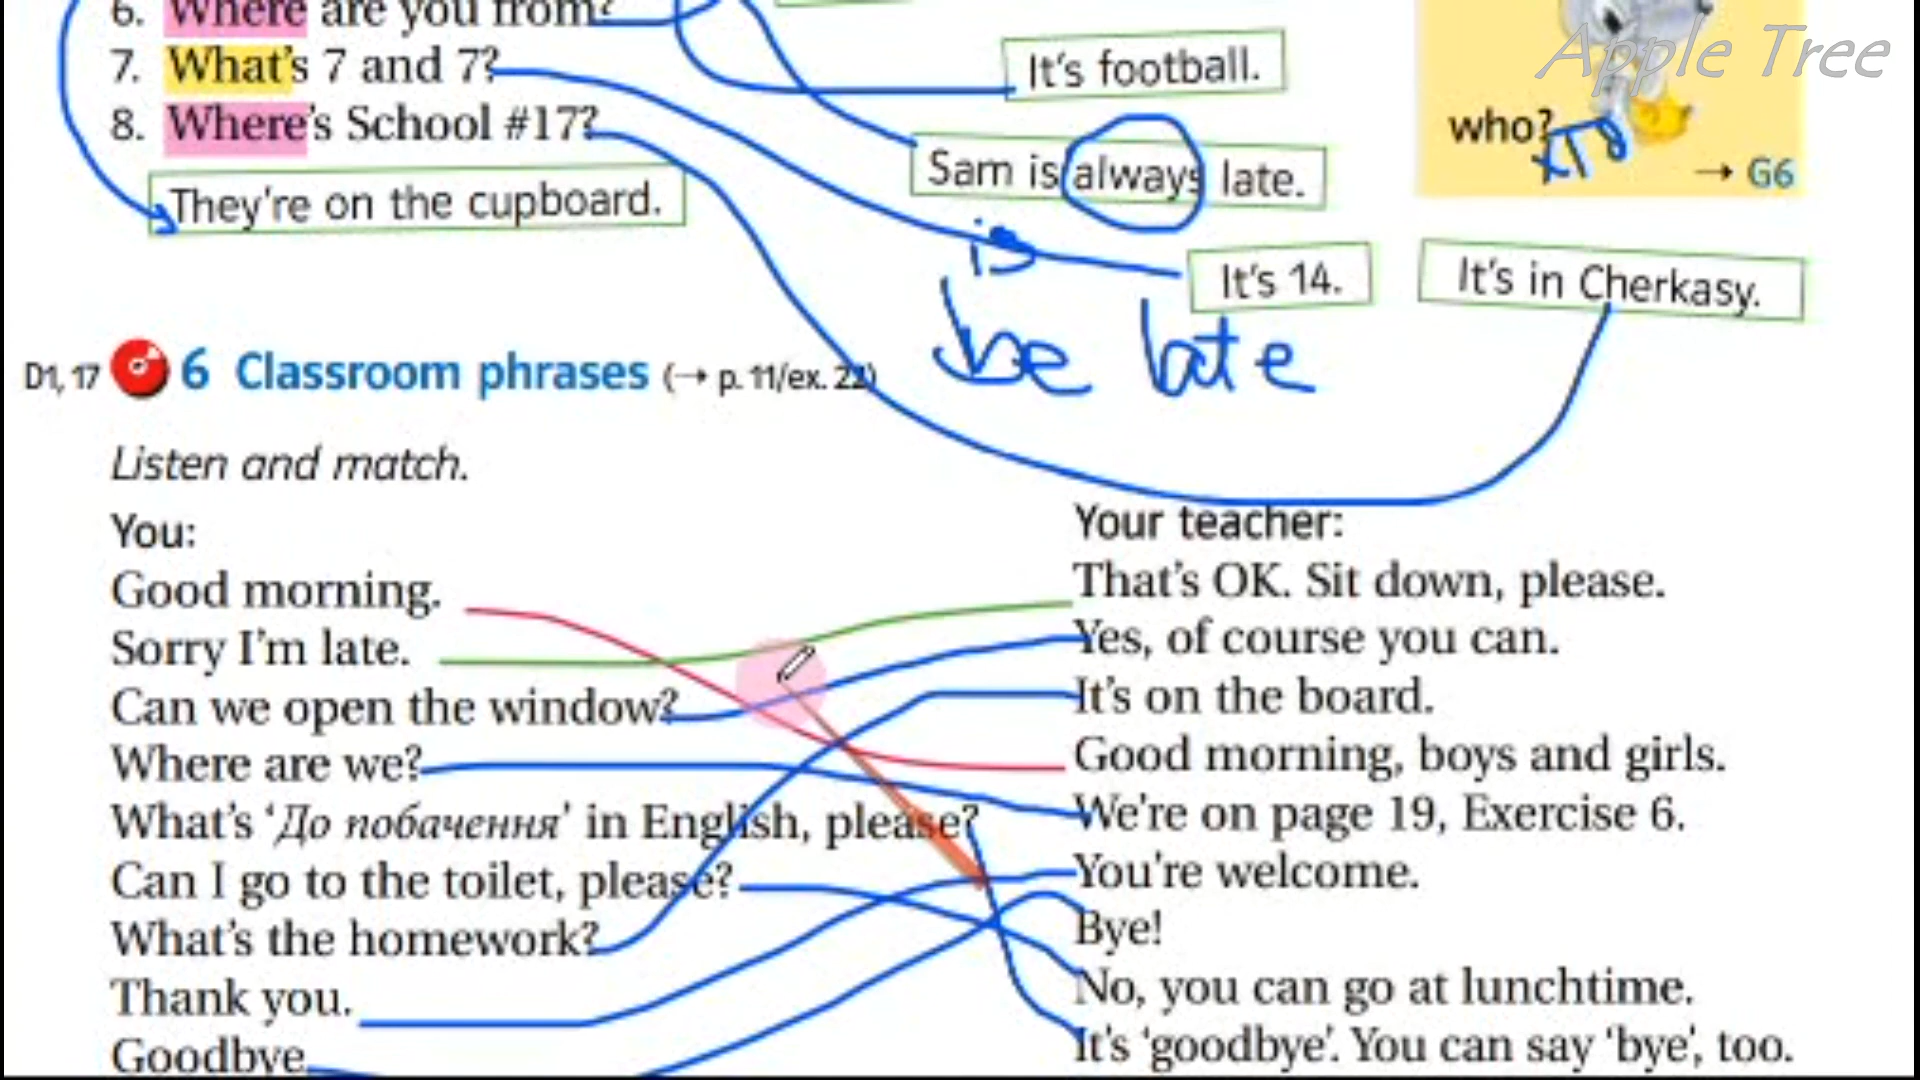 6. Where are you from?
7. What's 7 and 7?
8. Where's School #17?
They're on the cupboard.
It's football.
Sam is always late.
is
be late
It's 14.
It's in Cherkasy.
Apple Tree
who?
хто
→ G6
D1, 17 6 Classroom phrases (→ p. 11/ex. 22)
Listen and match.
You:
Good morning.
Sorry I'm late.
Can we open the window?
Where are we?
What's ‘До побачення’ in English, please?
Can I go to the toilet, please?
What's the homework?
Thank you.
Goodbye.
Your teacher:
That's OK. Sit down, please.
Yes, of course you can.
It's on the board.
Good morning, boys and girls.
We're on page 19, Exercise 6.
You're welcome.
Bye!
No, you can go at lunchtime.
It's ‘goodbye’. You can say ‘bye’, too.